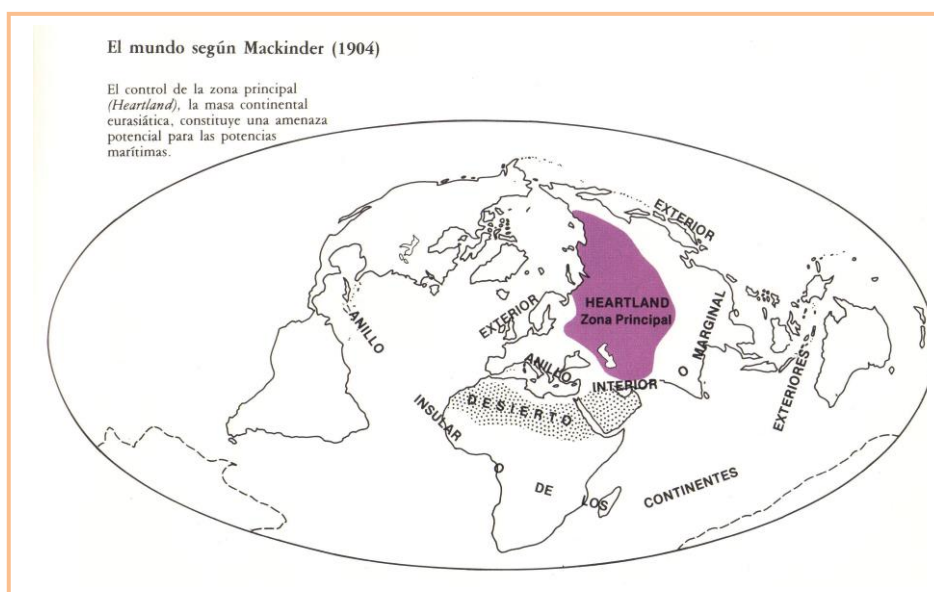 El mundo según Mackinder (1904)
El control de la zona principal
(Heartland), la masa continental
eurasiática, constituye una amenaza
potencial para las potencias
marítimas.
EXTERIOR
HEARTLAND
Zona Principal
EXTERIOR
MARGINAL
ANILLO
ANILLO
INTERIOR
EXTERIORES
DESIERTO
INSULAR
O
DE
LOS
CONTINENTES
O